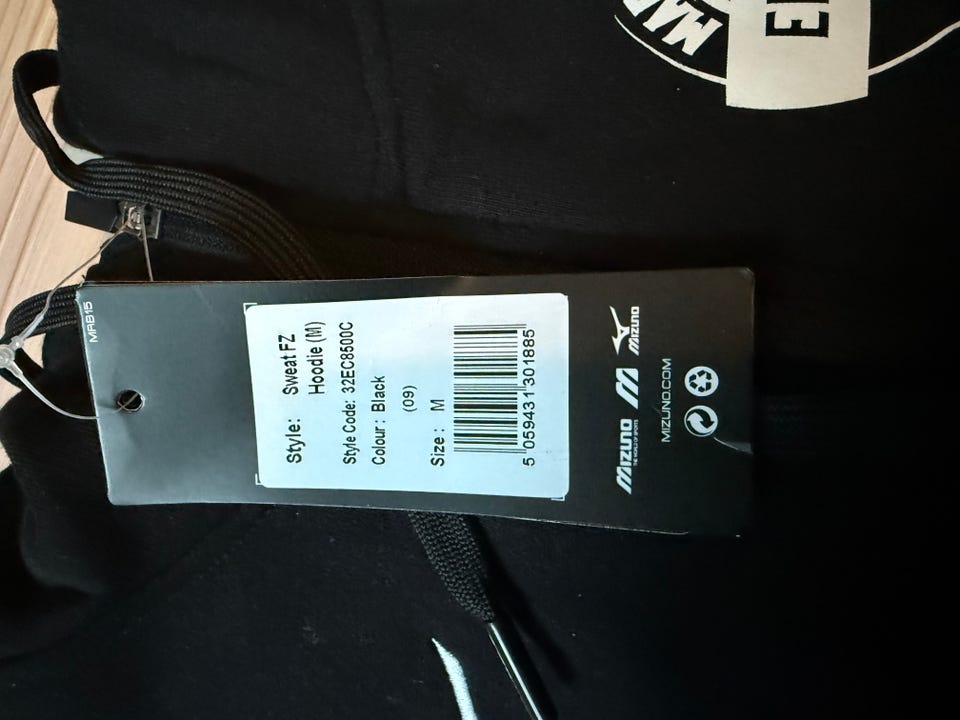 MRB15
Style: Sweat FZ
Hoodie (M)
Style Code: 32EC8500C
Colour : Black
(09)
Size : M
5 059431 301885
MIZUNO
THE WORLD OF SPORTS
MIZUNO
MIZUNO.COM